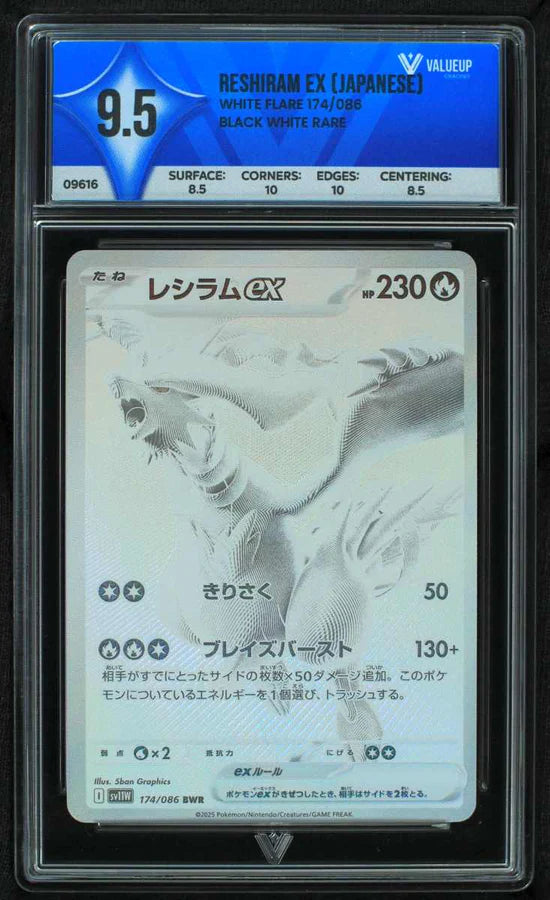 VALUEUP
GRADING
RESHIRAM EX (JAPANESE)
WHITE FLARE 174/086
BLACK WHITE RARE
9.5
09616
SURFACE: CORNERS: EDGES: CENTERING:
8.5 10 10 8.5
たね
レシラムex HP 230
きりさく 50
ブレイズバースト 130+
相手がすでにとったサイドの枚数×50ダメージ追加。このポケ
モンについているエネルギーを1個選び、トラッシュする。
弱点 ×2 抵抗力 にげる
exルール
ポケモンexがきぜつしたとき、相手はサイドを2枚とる。
Illus. 5ban Graphics
I sv11W 174/086 BWR
©2025 Pokémon/Nintendo/Creatures/GAME FREAK.